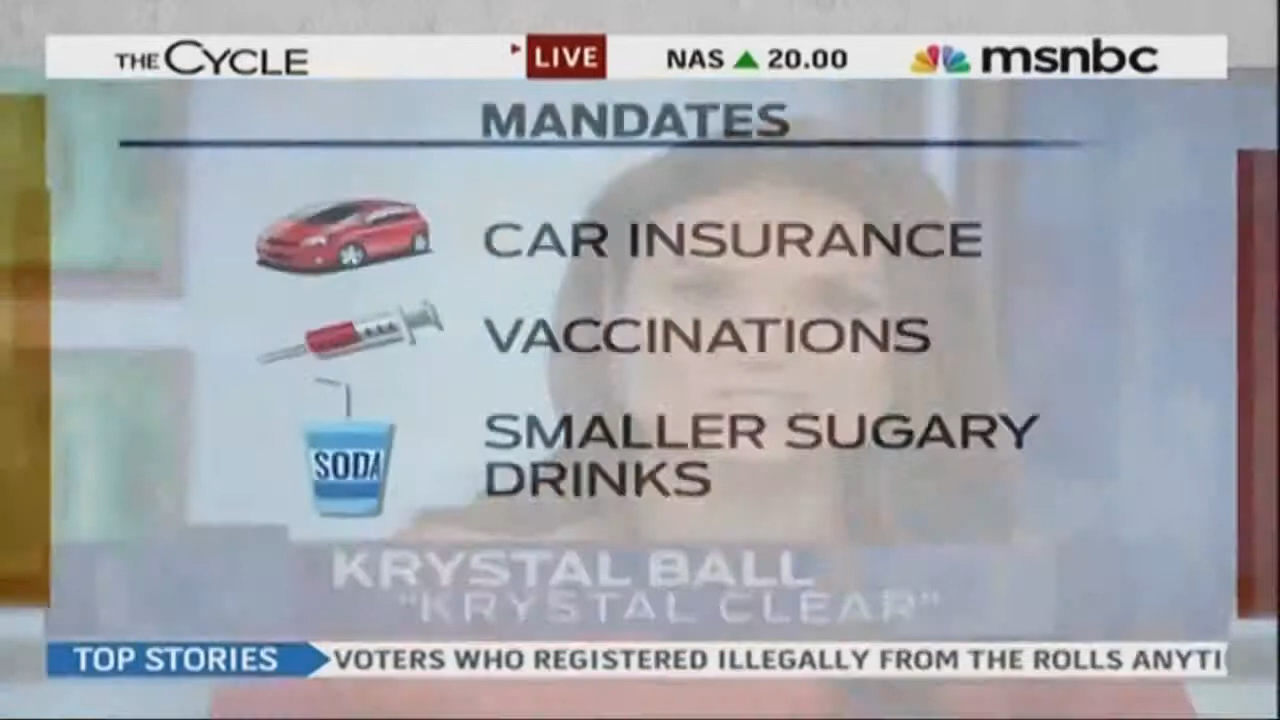 THE CYCLE
LIVE
NAS ▲ 20.00
msnbc
MANDATES
CAR INSURANCE
VACCINATIONS
SMALLER SUGARY
DRINKS
SODA
KRYSTAL BALL
"KRYSTAL CLEAR"
TOP STORIES
VOTERS WHO REGISTERED ILLEGALLY FROM THE ROLLS ANYTI